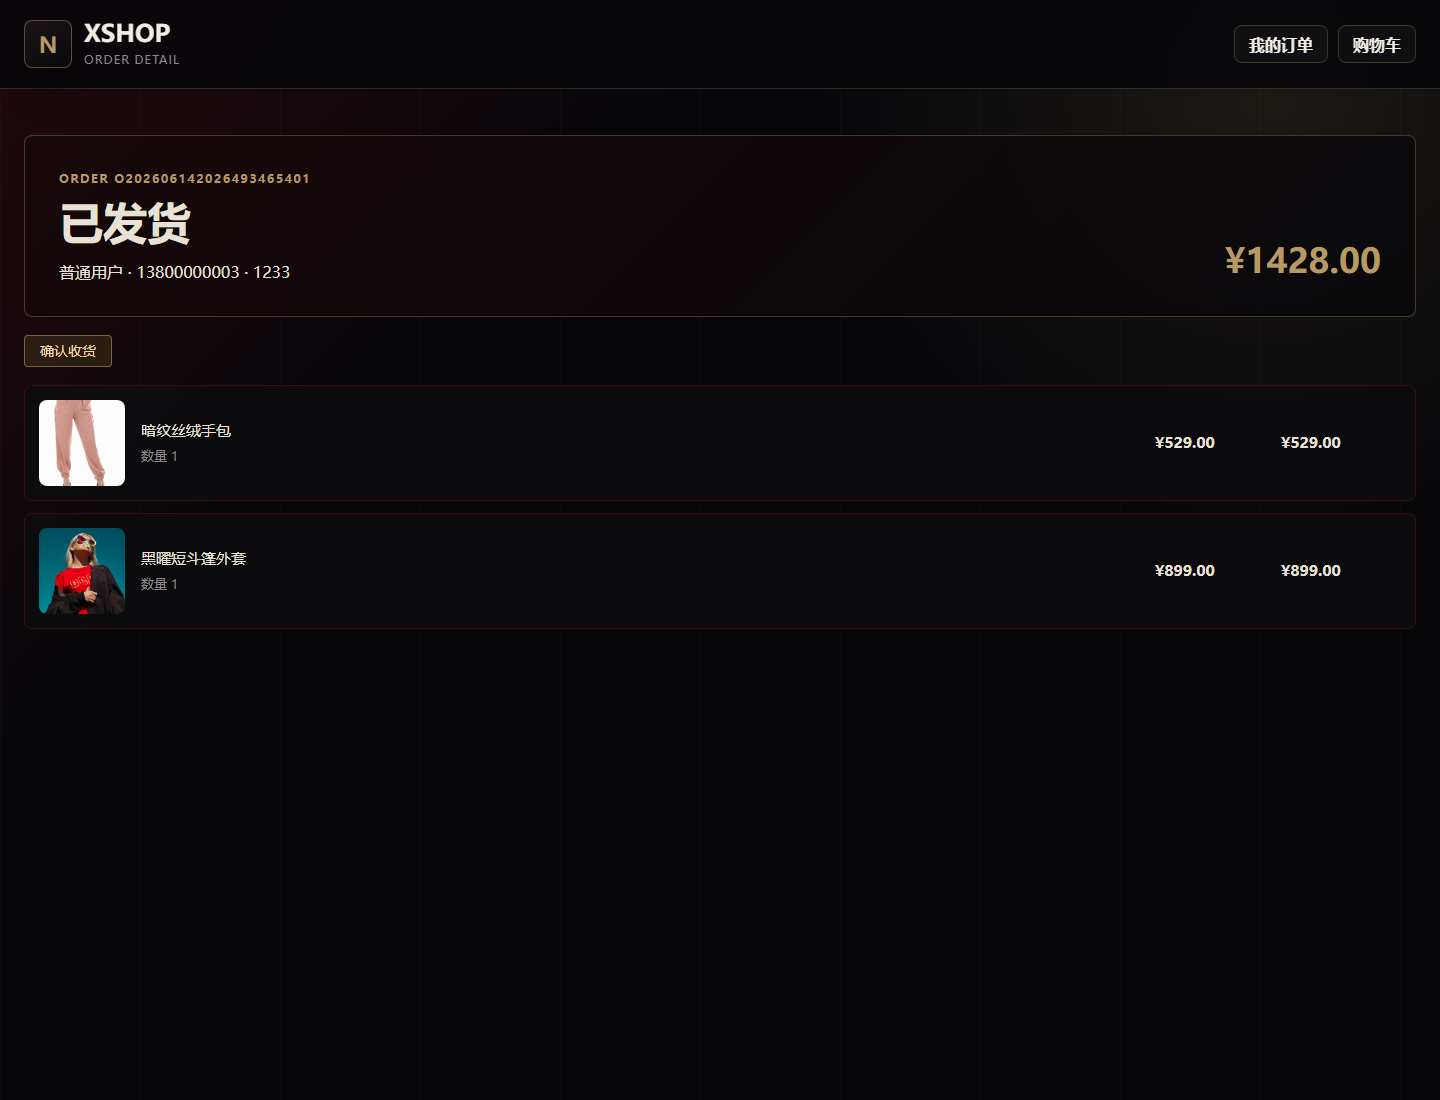 N
XSHOP
ORDER DETAIL
我的订单
购物车
ORDER O202606142026493465401
已发货
普通用户 · 13800000003 · 1233
¥1428.00
确认收货
暗纹丝绒手包
数量 1
¥529.00
¥529.00
黑曜短斗篷外套
数量 1
¥899.00
¥899.00